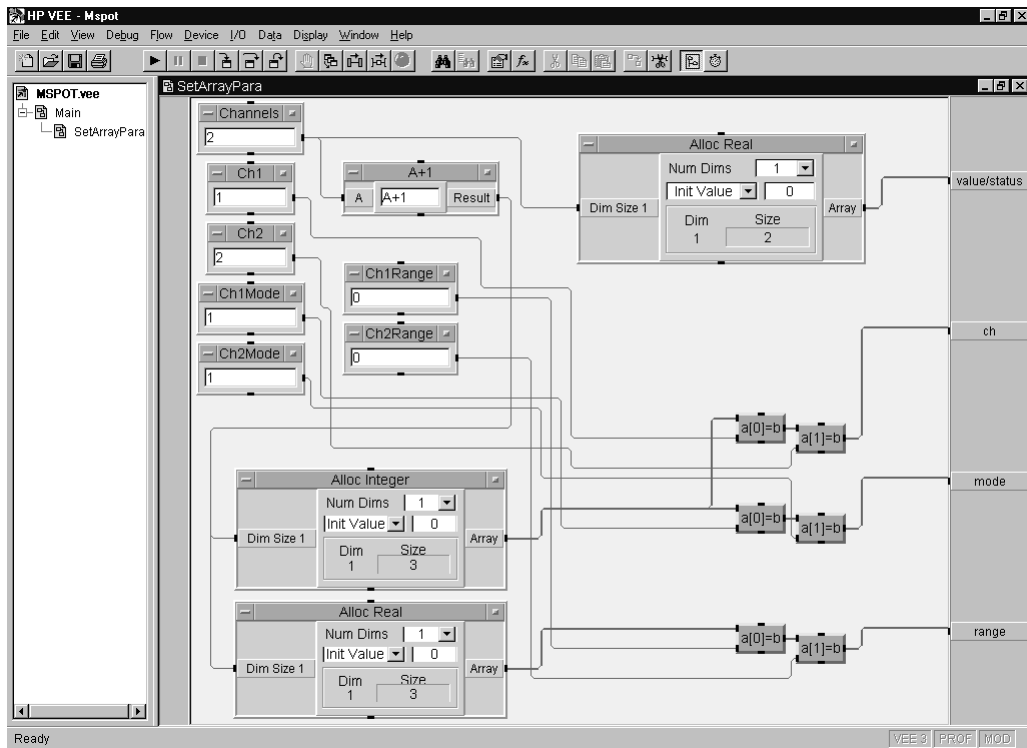 HP VEE - Mspot
File Edit View Debug Flow Device I/O Data Display Window Help
MSPOT.vee
Main
SetArrayPara
SetArrayPara
Channels
2
Ch1
1
Ch2
2
Ch1Mode
1
Ch2Mode
1
A+1
A
A+1
Result
Ch1Range
0
Ch2Range
0
Alloc Real
Num Dims 1
Init Value 0
Dim Size 1
Array
Dim Size
1 2
value/status
ch
a[0]=b
a[1]=b
mode
a[0]=b
a[1]=b
Alloc Integer
Num Dims 1
Init Value 0
Dim Size 1
Array
Dim Size
1 3
Alloc Real
Num Dims 1
Init Value 0
Dim Size 1
Array
Dim Size
1 3
a[0]=b
a[1]=b
range
Ready
VEE 3 PROF MOD